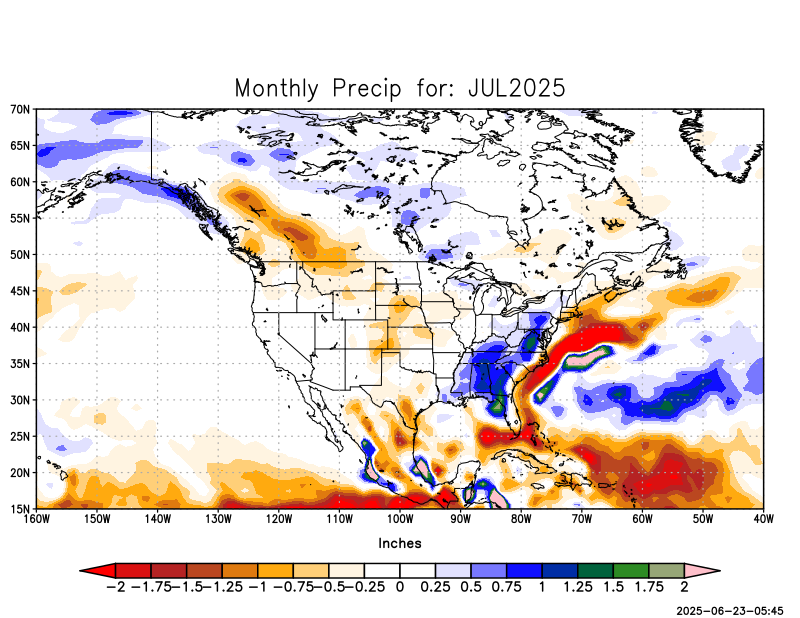 Monthly Precip for: JUL2025
70N
65N
60N
55N
50N
45N
40N
35N
30N
25N
20N
15N
160W 150W 140W 130W 120W 110W 100W 90W 80W 70W 60W 50W 40W
Inches
−2 −1.75 −1.5 −1.25 −1 −0.75 −0.5 −0.25 0 0.25 0.5 0.75 1 1.25 1.5 1.75 2
2025-06-23-05:45